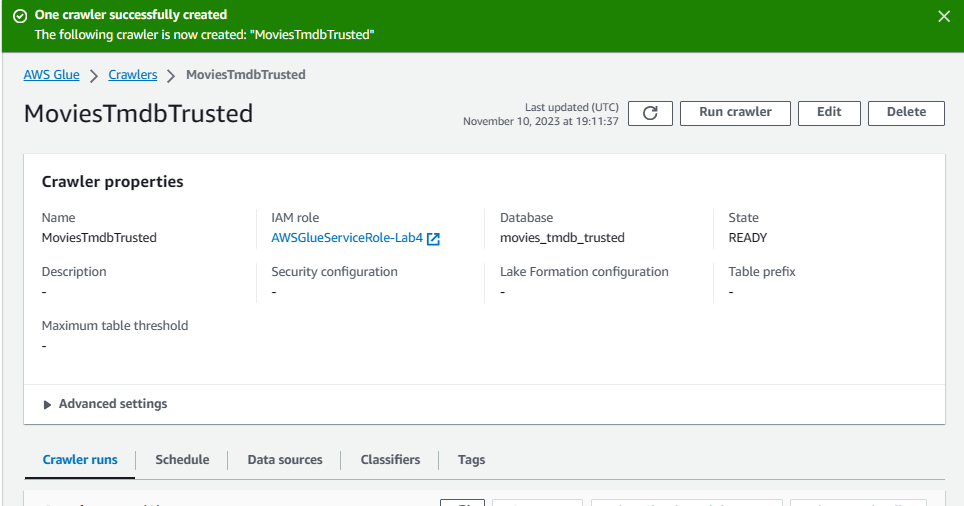 One crawler successfully created
The following crawler is now created: "MoviesTmdbTrusted"
AWS Glue > Crawlers > MoviesTmdbTrusted
MoviesTmdbTrusted
Last updated (UTC)
November 10, 2023 at 19:11:37
Run crawler
Edit
Delete
Crawler properties
Name
MoviesTmdbTrusted
IAM role
AWSGlueServiceRole-Lab4
Database
movies_tmdb_trusted
State
READY
Description
-
Security configuration
-
Lake Formation configuration
-
Table prefix
-
Maximum table threshold
-
Advanced settings
Crawler runs
Schedule
Data sources
Classifiers
Tags